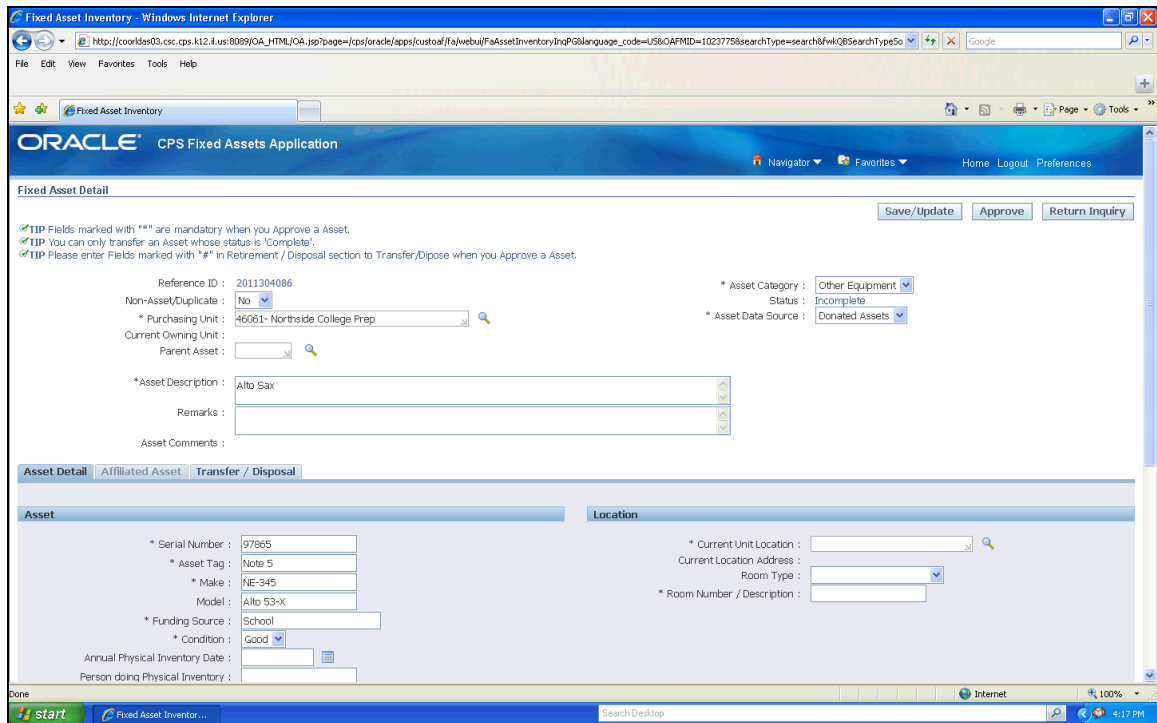 Fixed Asset Inventory - Windows Internet Explorer
http://coorldas03.csc.cps.k12.il.us:8089/OA_HTML/OA.jsp?page=/cps/oracle/apps/custoaf/fa/webui/FaAssetInventoryInqPG&language_code=US&OAFMID=1023775&searchType=search&fwkQBSearchTypeSo
Google
File Edit View Favorites Tools Help
Fixed Asset Inventory
Page Tools
ORACLE CPS Fixed Assets Application
Navigator Favorites Home Logout Preferences
Fixed Asset Detail
Save/Update Approve Return Inquiry
TIP Fields marked with "*" are mandatory when you Approve a Asset.
TIP You can only transfer an Asset whose status is 'Complete'.
TIP Please enter Fields marked with "#" in Retirement / Disposal section to Transfer/Dipose when you Approve a Asset.
Reference ID : 2011304086
Non-Asset/Duplicate : No
* Purchasing Unit : 46061- Northside College Prep
Current Owning Unit :
Parent Asset :
* Asset Category : Other Equipment
Status : Incomplete
* Asset Data Source : Donated Assets
*Asset Description : Alto Sax
Remarks :
Asset Comments :
Asset Detail Affiliated Asset Transfer / Disposal
Asset
* Serial Number : 97865
* Asset Tag : Note 5
* Make : NE-345
Model : Alto 53-X
* Funding Source : School
* Condition : Good
Annual Physical Inventory Date :
Person doing Physical Inventory :
Location
* Current Unit Location :
Current Location Address :
Room Type :
* Room Number / Description :
Done
Internet
100%
start
Fixed Asset Inventor...
Search Desktop
4:17 PM